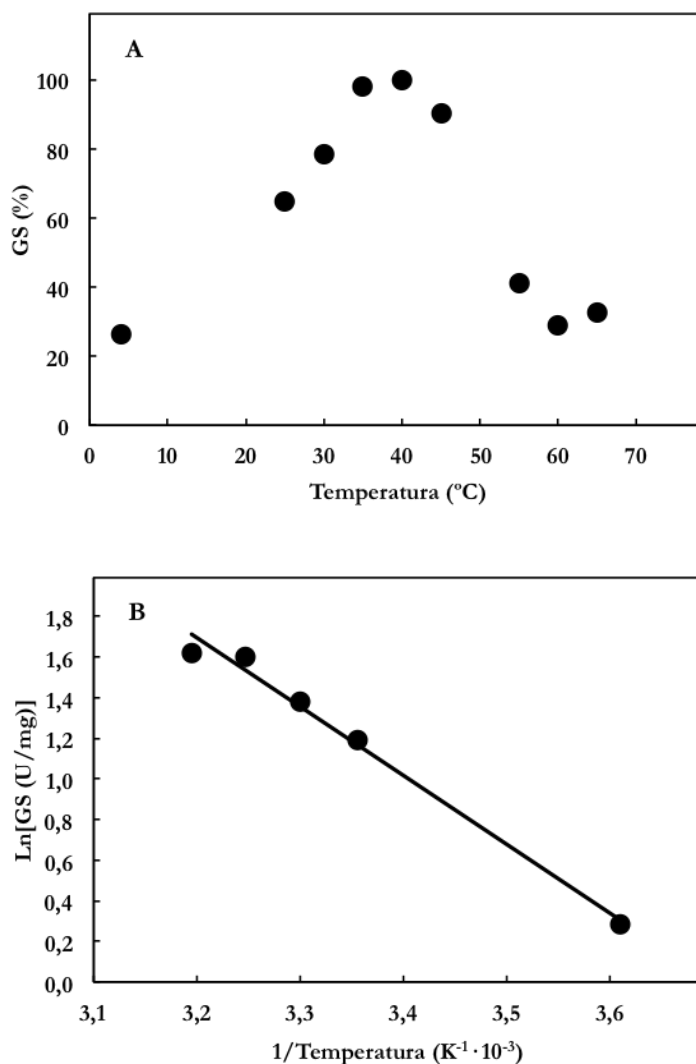 A
100
80
60
40
20
0
GS (%)
0 10 20 30 40 50 60 70
Temperatura (ºC)
B
1,8
1,6
1,4
1,2
1,0
0,8
0,6
0,4
0,2
0,0
Ln[GS (U/mg)]
3,1 3,2 3,3 3,4 3,5 3,6
1/Temperatura (K⁻¹·10⁻³)